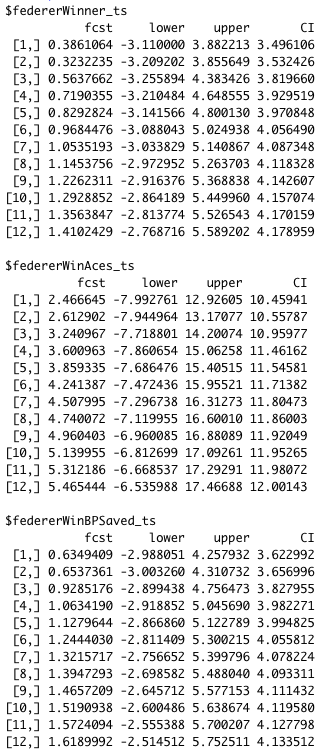 $federerWinner_ts
fcst lower upper CI
[1,] 0.3861064 -3.110000 3.882213 3.496106
[2,] 0.3232235 -3.209202 3.855649 3.532426
[3,] 0.5637662 -3.255894 4.383426 3.819660
[4,] 0.7190355 -3.210484 4.648555 3.929519
[5,] 0.8292824 -3.141566 4.800130 3.970848
[6,] 0.9684476 -3.088043 5.024938 4.056490
[7,] 1.0535193 -3.033829 5.140867 4.087348
[8,] 1.1453756 -2.972952 5.263703 4.118328
[9,] 1.2262311 -2.916376 5.368838 4.142607
[10,] 1.2928852 -2.864189 5.449960 4.157074
[11,] 1.3563847 -2.813774 5.526543 4.170159
[12,] 1.4102429 -2.768716 5.589202 4.178959
$federerWinAces_ts
fcst lower upper CI
[1,] 2.466645 -7.992761 12.92605 10.45941
[2,] 2.612902 -7.944964 13.17077 10.55787
[3,] 3.240967 -7.718801 14.20074 10.95977
[4,] 3.600963 -7.860654 15.06258 11.46162
[5,] 3.859335 -7.686476 15.40515 11.54581
[6,] 4.241387 -7.472436 15.95521 11.71382
[7,] 4.507995 -7.296738 16.31273 11.80473
[8,] 4.740072 -7.119955 16.60010 11.86003
[9,] 4.960403 -6.960085 16.88089 11.92049
[10,] 5.139955 -6.812699 17.09261 11.95265
[11,] 5.312186 -6.668537 17.29291 11.98072
[12,] 5.465444 -6.535988 17.46688 12.00143
$federerWinBPSaved_ts
fcst lower upper CI
[1,] 0.6349409 -2.988051 4.257932 3.622992
[2,] 0.6537361 -3.003260 4.310732 3.656996
[3,] 0.9285176 -2.899438 4.756473 3.827955
[4,] 1.0634190 -2.918852 5.045690 3.982271
[5,] 1.1279644 -2.866860 5.122789 3.994825
[6,] 1.2444030 -2.811409 5.300215 4.055812
[7,] 1.3215717 -2.756652 5.399796 4.078224
[8,] 1.3947293 -2.698582 5.488040 4.093311
[9,] 1.4657209 -2.645712 5.577153 4.111432
[10,] 1.5190938 -2.600486 5.638674 4.119580
[11,] 1.5724094 -2.555388 5.700207 4.127798
[12,] 1.6189992 -2.514512 5.752511 4.133512